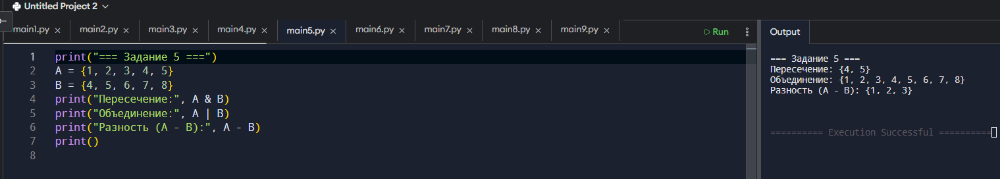 Untitled Project 2
main1.py main2.py main3.py main4.py main5.py main6.py main7.py main8.py main9.py Run
1 print("=== Задание 5 ===")
2 A = {1, 2, 3, 4, 5}
3 B = {4, 5, 6, 7, 8}
4 print("Пересечение:", A & B)
5 print("Объединение:", A | B)
6 print("Разность (A - B):", A - B)
7 print()
8
Output
=== Задание 5 ===
Пересечение: {4, 5}
Объединение: {1, 2, 3, 4, 5, 6, 7, 8}
Разность (A - B): {1, 2, 3}
========== Execution Successful ==========